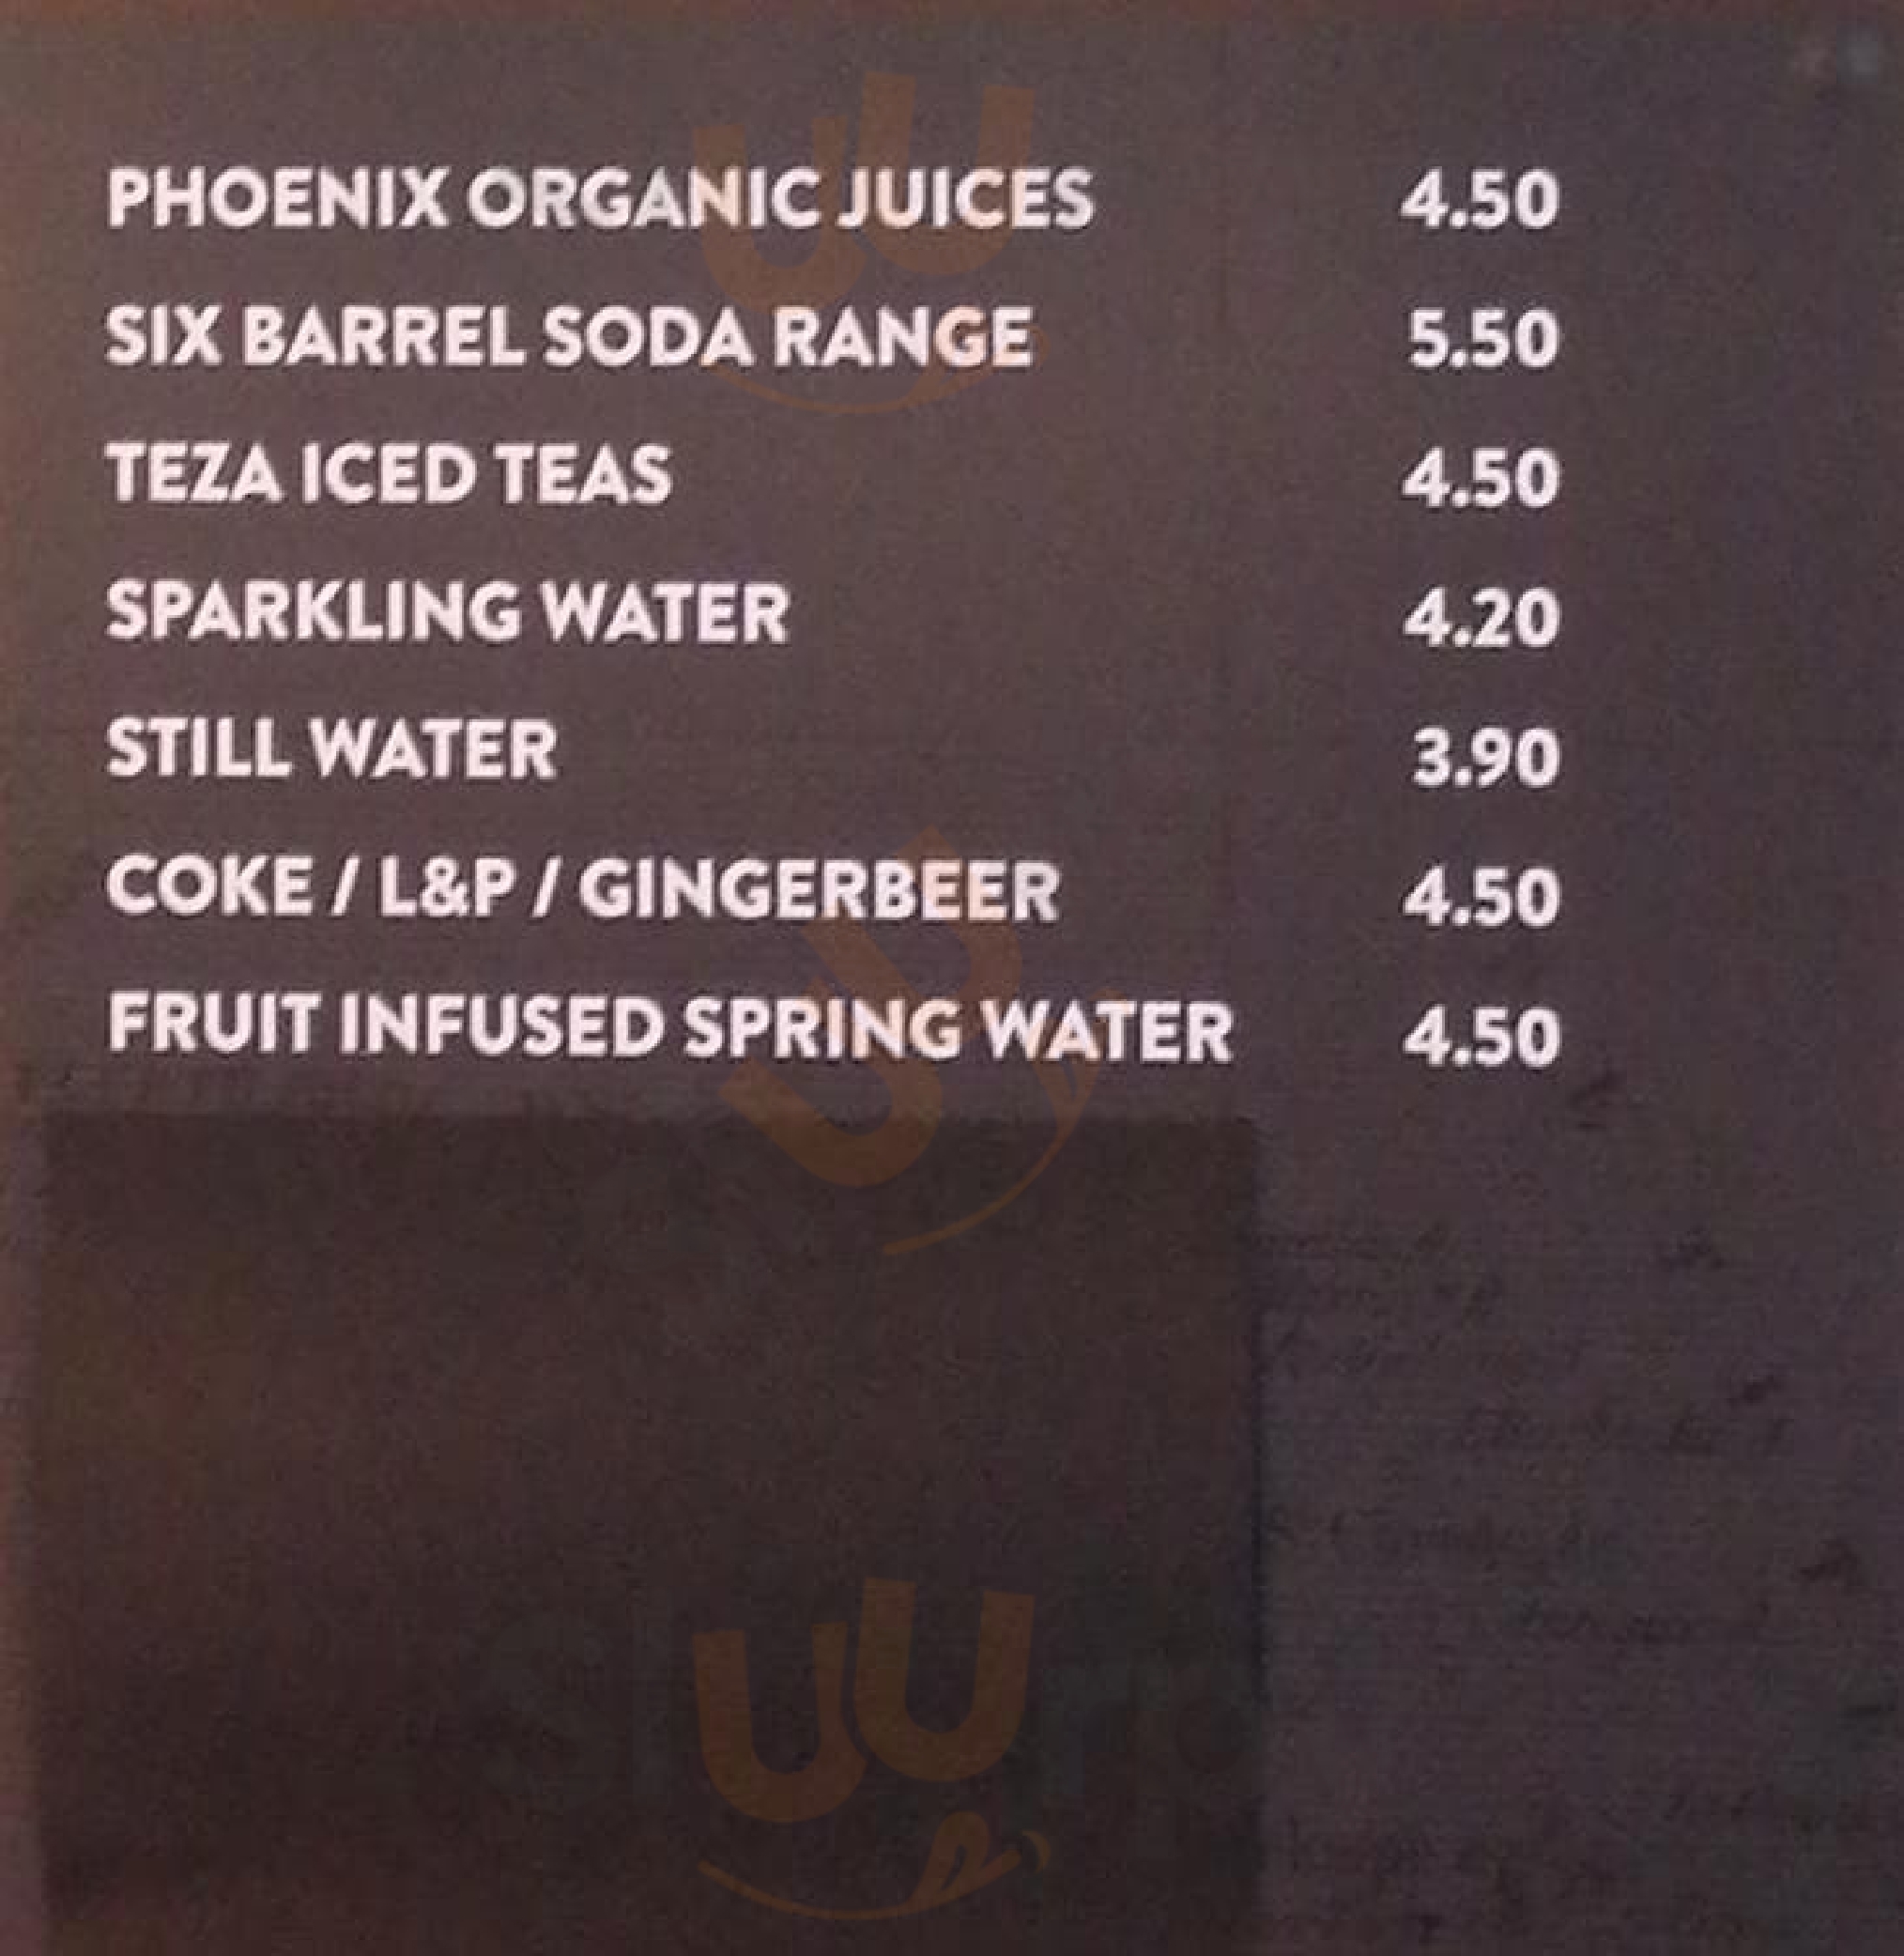 PHOENIX ORGANIC JUICES 4.50
SIX BARREL SODA RANGE 5.50
TEZA ICED TEAS 4.50
SPARKLING WATER 4.20
STILL WATER 3.90
COKE / L&P / GINGERBEER 4.50
FRUIT INFUSED SPRING WATER 4.50